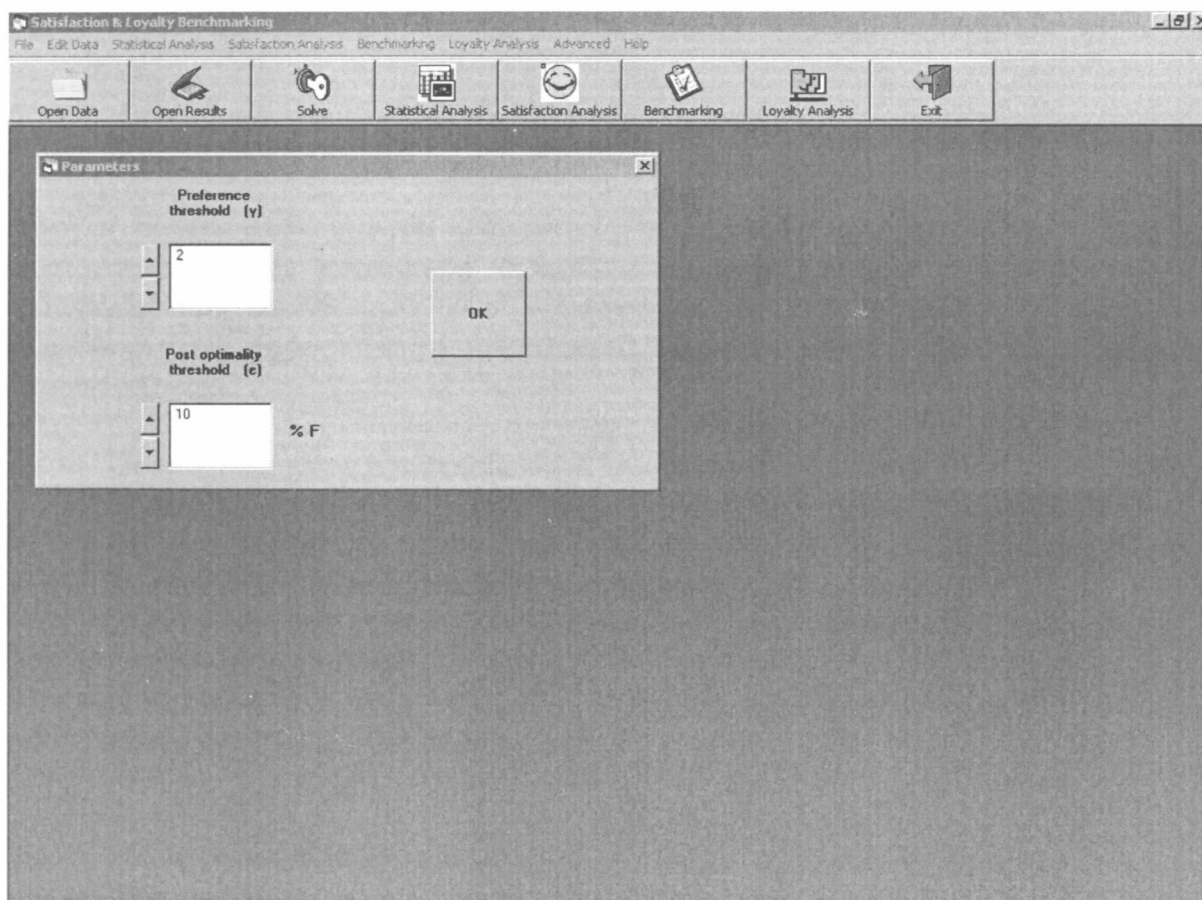 Satisfaction & Loyalty Benchmarking
File Edit Data Statistical Analysis Satisfaction Analysis Benchmarking Loyalty Analysis Advanced Help
Open Data Open Results Solve Statistical Analysis Satisfaction Analysis Benchmarking Loyalty Analysis Exit
Parameters
Preference
threshold (γ)
2
OK
Post optimality
threshold (ε)
10
% F